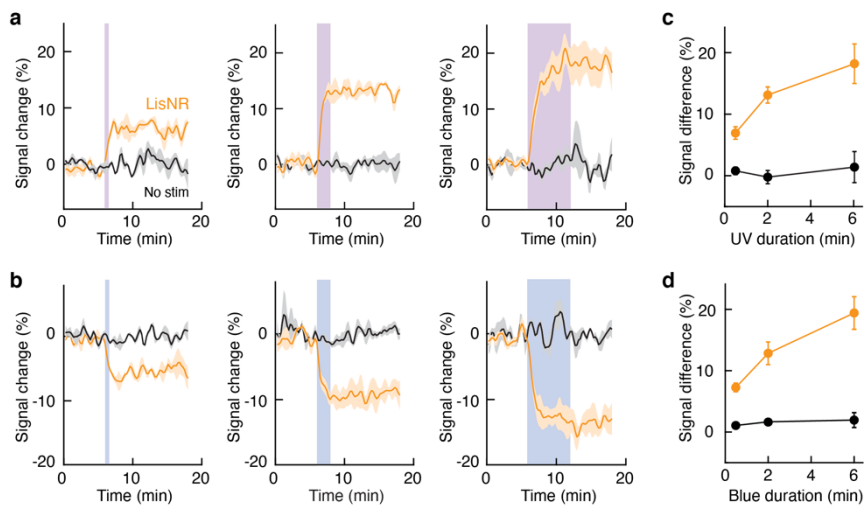 a
Signal change (%)
20
10
0
LisNR
No stim
0 10 20
Time (min)
Signal change (%)
20
10
0
0 10 20
Time (min)
Signal change (%)
20
10
0
0 10 20
Time (min)
c
Signal difference (%)
20
10
0
0 2 4 6
UV duration (min)
b
Signal change (%)
0
-10
-20
0 10 20
Time (min)
Signal change (%)
0
-10
-20
0 10 20
Time (min)
Signal change (%)
0
-10
-20
0 10 20
Time (min)
d
Signal difference (%)
20
10
0
0 2 4 6
Blue duration (min)